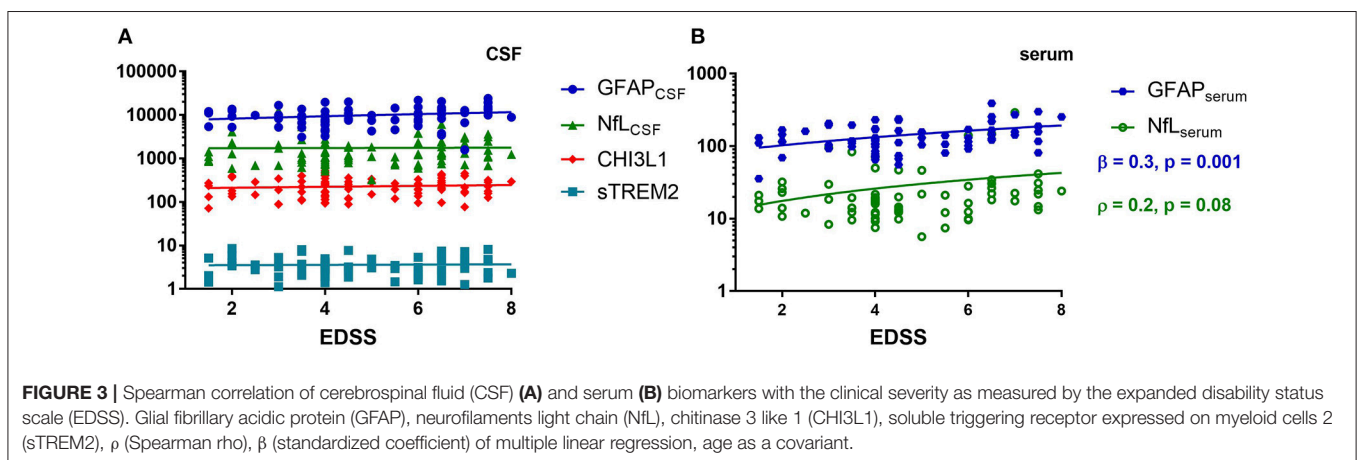 A
CSF
100000
10000
1000
100
10
1
2
4
6
8
EDSS
GFAPCSF
NfLCSF
CHI3L1
sTREM2
B
serum
1000
100
10
1
2
4
6
8
EDSS
GFAPserum
NfLserum
β = 0.3, p = 0.001
ρ = 0.2, p = 0.08
FIGURE 3 | Spearman correlation of cerebrospinal fluid (CSF) (A) and serum (B) biomarkers with the clinical severity as measured by the expanded disability status
scale (EDSS). Glial fibrillary acidic protein (GFAP), neurofilaments light chain (NfL), chitinase 3 like 1 (CHI3L1), soluble triggering receptor expressed on myeloid cells 2
(sTREM2), ρ (Spearman rho), β (standardized coefficient) of multiple linear regression, age as a covariant.